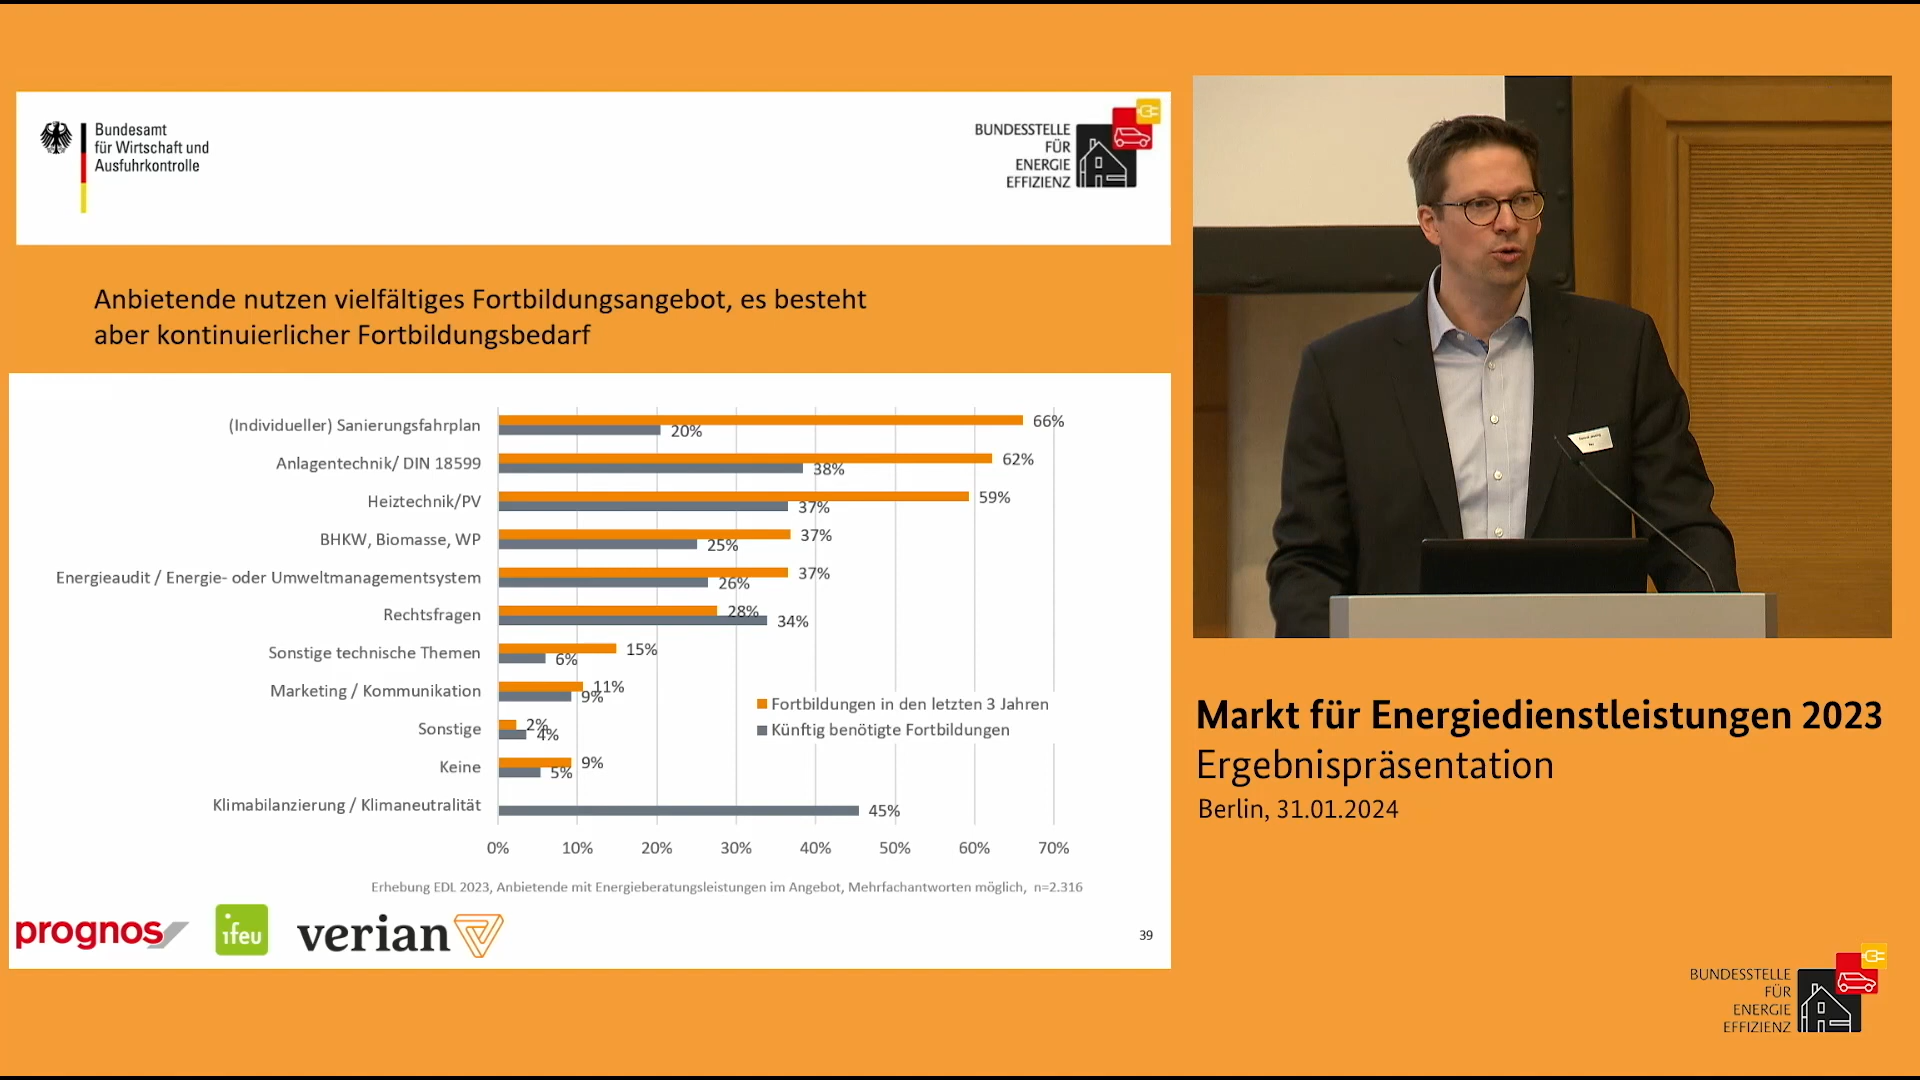 Bundesamt
für Wirtschaft und
Ausfuhrkontrolle
BUNDESSTELLE
FÜR
ENERGIE
EFFIZIENZ
Anbietende nutzen vielfältiges Fortbildungsangebot, es besteht
aber kontinuierlicher Fortbildungsbedarf
(Individueller) Sanierungsfahrplan 66% 20%
Anlagentechnik/ DIN 18599 62% 38%
Heiztechnik/PV 59% 37%
BHKW, Biomasse, WP 37% 25%
Energieaudit / Energie- oder Umweltmanagementsystem 37% 26%
Rechtsfragen 28% 34%
Sonstige technische Themen 15% 6%
Marketing / Kommunikation 11% 9%
Sonstige 2% 4%
Keine 9% 5%
Klimabilanzierung / Klimaneutralität 45%
Fortbildungen in den letzten 3 Jahren
Künftig benötigte Fortbildungen
0% 10% 20% 30% 40% 50% 60% 70%
Erhebung EDL 2023, Anbietende mit Energieberatungsleistungen im Angebot, Mehrfachantworten möglich, n=2.316
prognos ifeu verian
39
Markt für Energiedienstleistungen 2023
Ergebnispräsentation
Berlin, 31.01.2024
BUNDESSTELLE
FÜR
ENERGIE
EFFIZIENZ